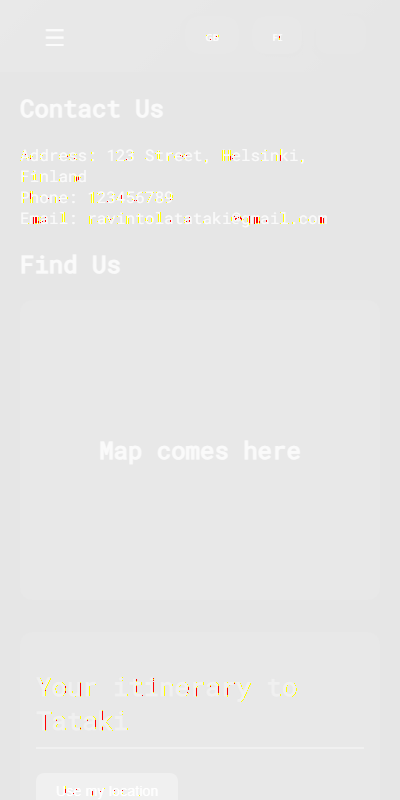 Contact Us
Address: 123 Street, Helsinki,
Finland
Phone: 123456789
Email: ravintolatataki@gmail.com
Find Us
Map comes here
Your itinerary to
Tataki
Use my location